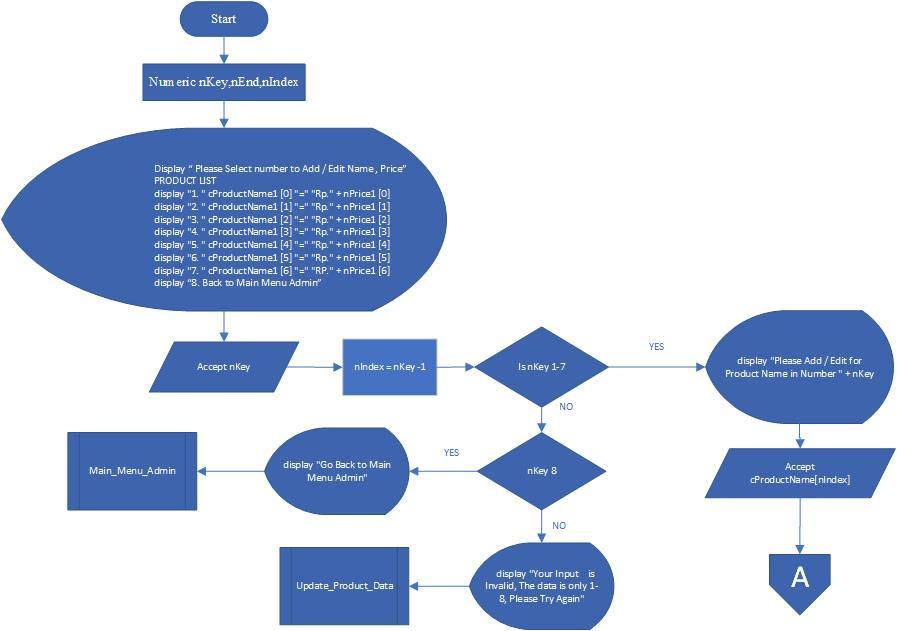 Start
Numeric nKey,nEnd,nIndex
Display “ Please Select number to Add / Edit Name , Price”
PRODUCT LIST
display "1. " cProductName1 [0] "=" "Rp." + nPrice1 [0]
display "2. " cProductName1 [1] "=" "Rp." + nPrice1 [1]
display "3. " cProductName1 [2] "=" "Rp." + nPrice1 [2]
display "4. " cProductName1 [3] "=" "Rp." + nPrice1 [3]
display "5. " cProductName1 [4] "=" "Rp." + nPrice1 [4]
display "6. " cProductName1 [5] "=" "Rp." + nPrice1 [5]
display "7. " cProductName1 [6] "=" "RP." + nPrice1 [6]
display “8. Back to Main Menu Admin”
Accept nKey
nIndex = nKey -1
Is nKey 1-7
YES
display "Please Add / Edit for
Product Name in Number " + nKey
NO
Main_Menu_Admin
display "Go Back to Main
Menu Admin"
YES
nKey 8
Accept
cProductName[nIndex]
NO
Update_Product_Data
display "Your Input is
Invalid, The data is only 1-
8, Please Try Again"
A